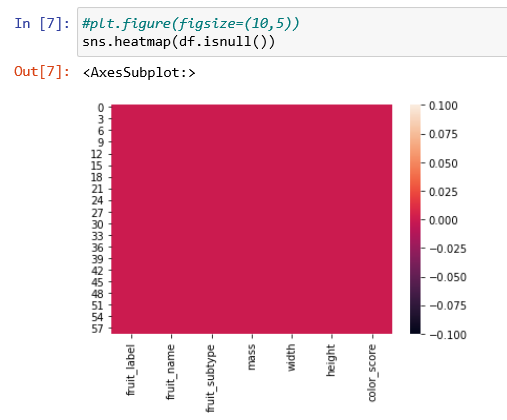 In [7]: #plt.figure(figsize=(10,5))
sns.heatmap(df.isnull())
Out[7]: <AxesSubplot:>
0
3
6
9
12
15
18
21
24
27
30
33
36
39
42
45
48
51
54
57
fruit_label
fruit_name
fruit_subtype
mass
width
height
color_score
0.100
0.075
0.050
0.025
0.000
−0.025
−0.050
−0.075
−0.100